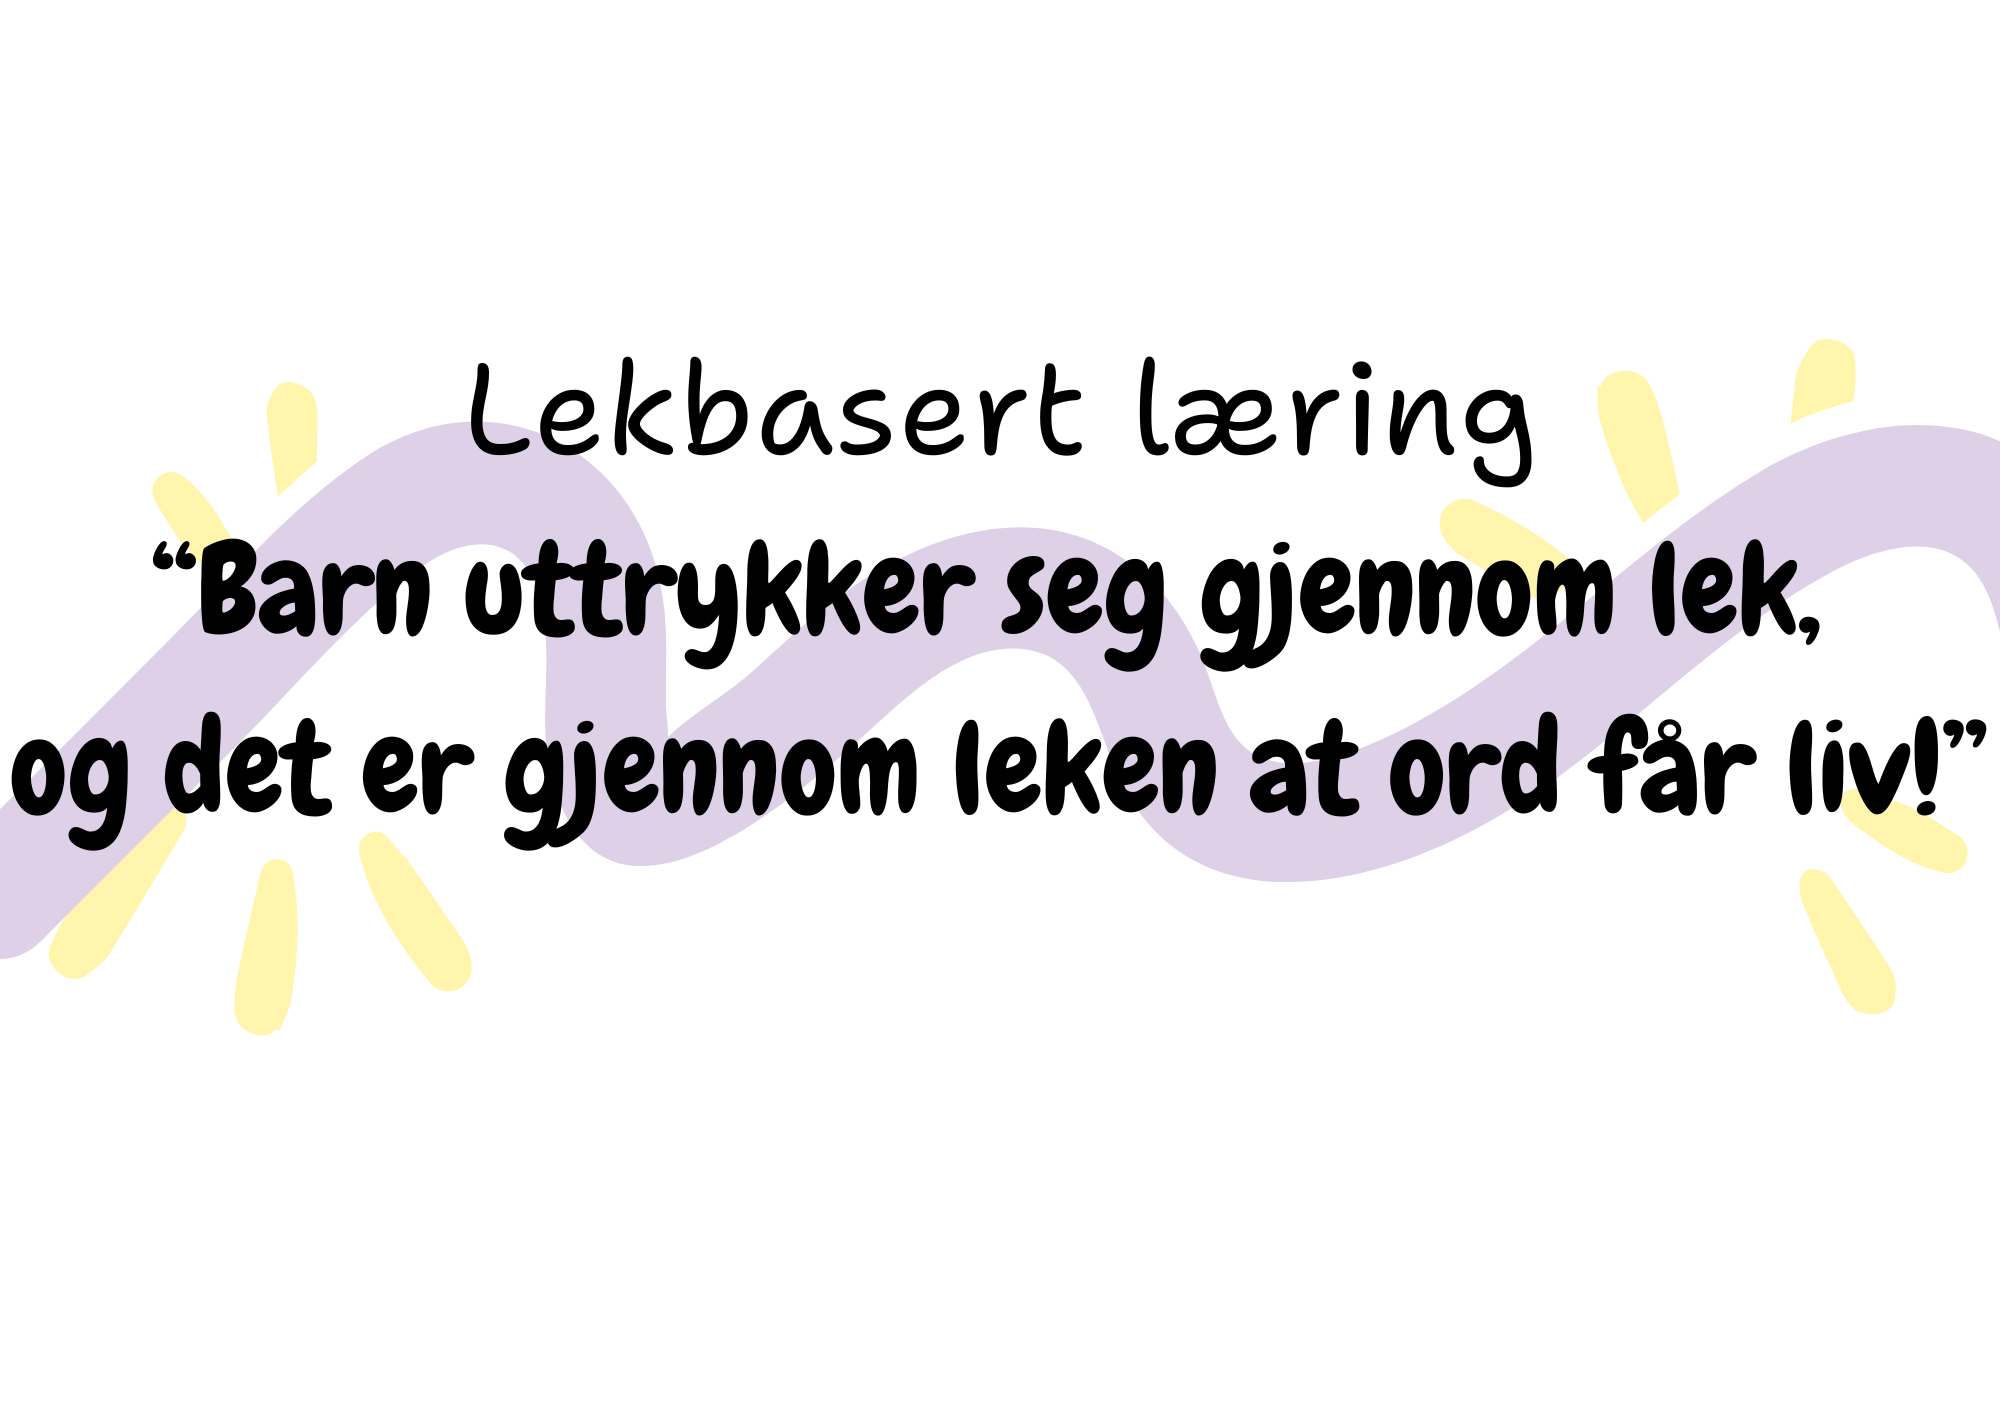 Lekbasert læring
“Barn uttrykker seg gjennom lek,
og det er gjennom leken at ord får liv!”